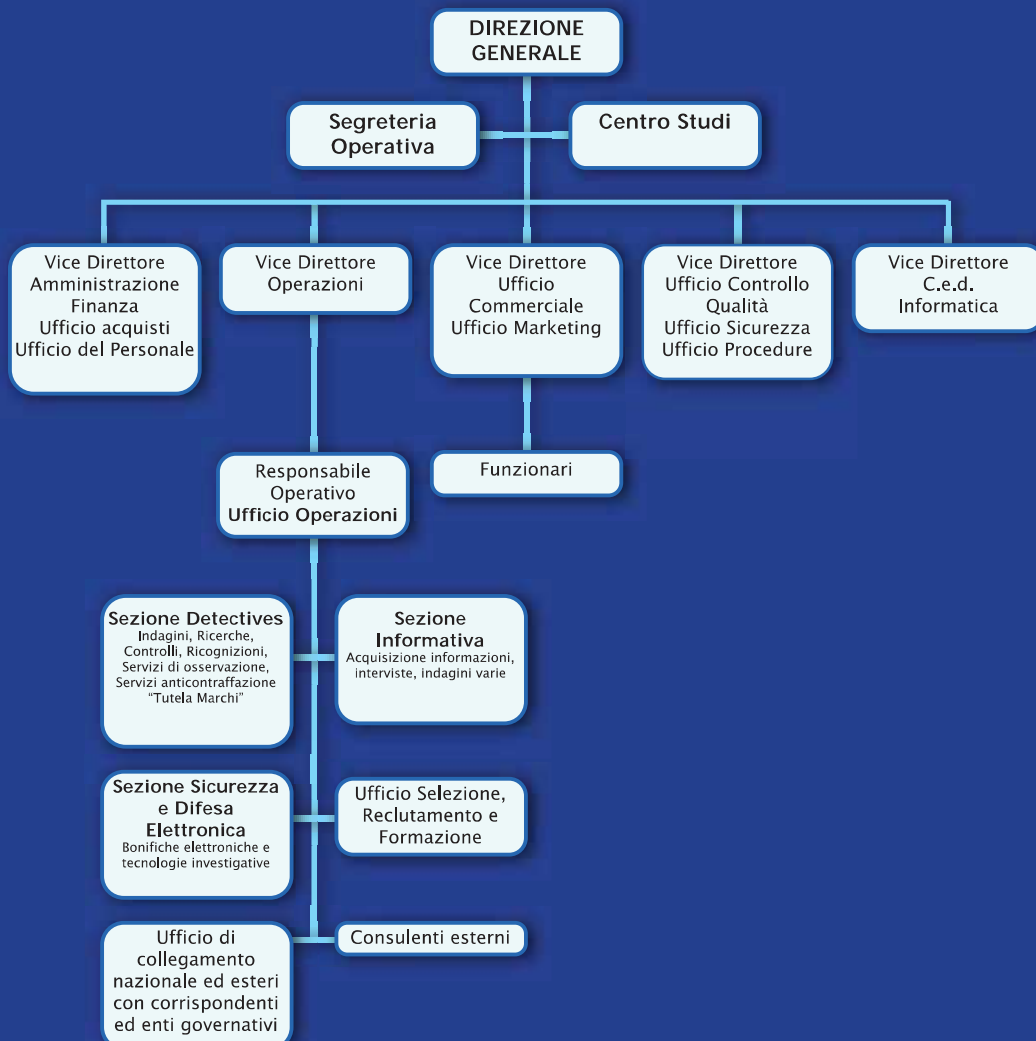 DIREZIONE
GENERALE
Segreteria
Operativa
Centro Studi
Vice Direttore
Amministrazione
Finanza
Ufficio acquisti
Ufficio del Personale
Vice Direttore
Operazioni
Vice Direttore
Ufficio
Commerciale
Ufficio Marketing
Vice Direttore
Ufficio Controllo
Qualità
Ufficio Sicurezza
Ufficio Procedure
Vice Direttore
C.e.d.
Informatica
Responsabile
Operativo
Ufficio Operazioni
Funzionari
Sezione Detectives
Indagini, Ricerche,
Controlli, Ricognizioni,
Servizi di osservazione,
Servizi anticontraffazione
"Tutela Marchi"
Sezione
Informativa
Acquisizione informazioni,
interviste, indagini varie
Sezione Sicurezza
e Difesa
Elettronica
Bonifiche elettroniche e
tecnologie investigative
Ufficio Selezione,
Reclutamento e
Formazione
Ufficio di
collegamento
nazionale ed esteri
con corrispondenti
ed enti governativi
Consulenti esterni